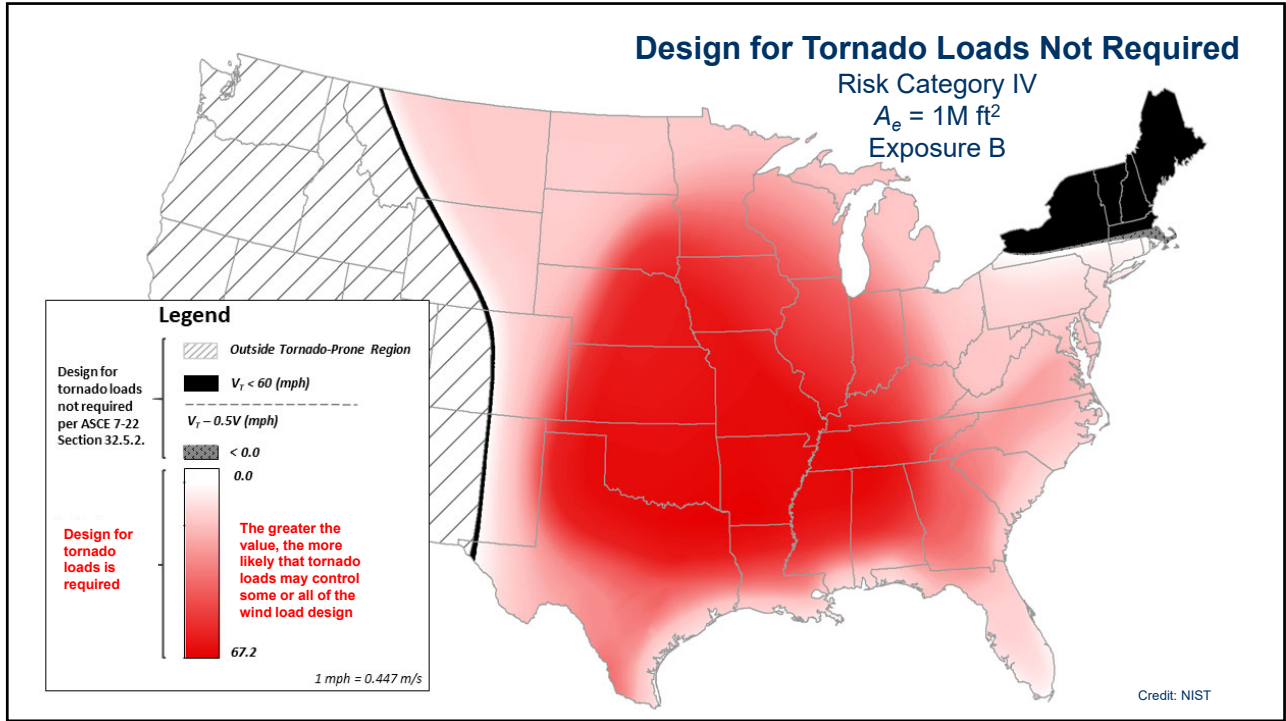 Design for Tornado Loads Not Required
Risk Category IV
Aₑ = 1M ft²
Exposure B
Legend
Design for
tornado loads
not required
per ASCE 7-22
Section 32.5.2.
Outside Tornado-Prone Region
V_T < 60 (mph)
V_T – 0.5V (mph)
< 0.0
0.0
Design for
tornado
loads is
required
The greater the
value, the more
likely that tornado
loads may control
some or all of the
wind load design
67.2
1 mph = 0.447 m/s
Credit: NIST